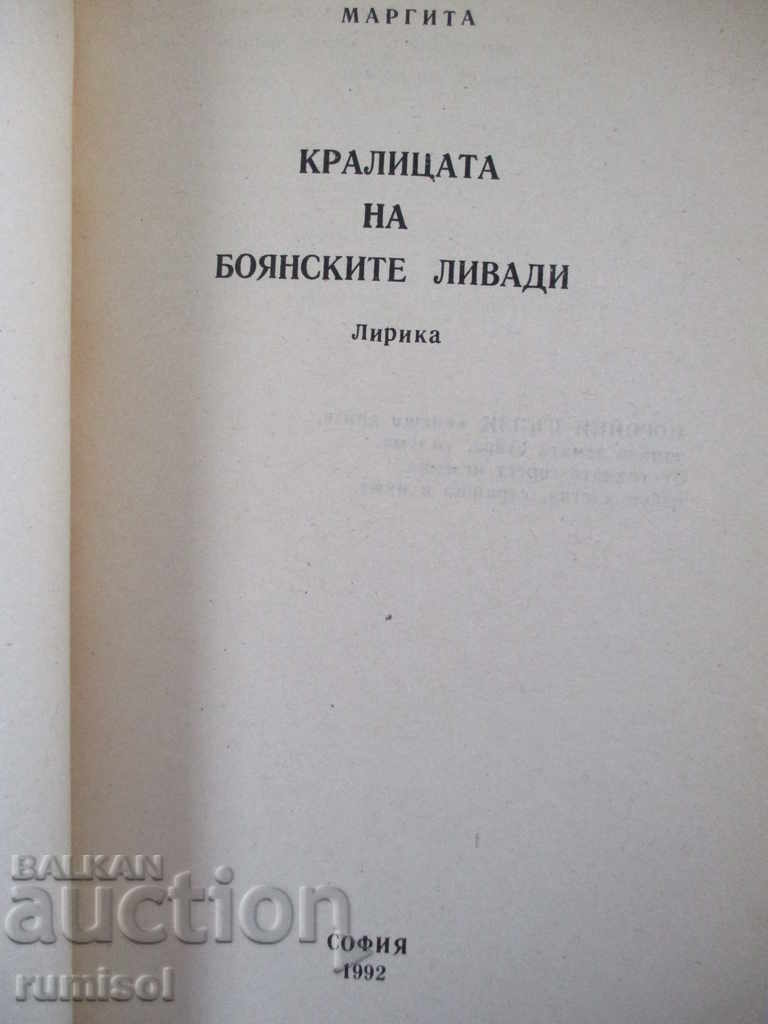 МАРГИТА
КРАЛИЦАТА
НА
БОЯНСКИТЕ ЛИВАДИ
Лирика
BALKAN
auction
rumisol
СОФИЯ
1992